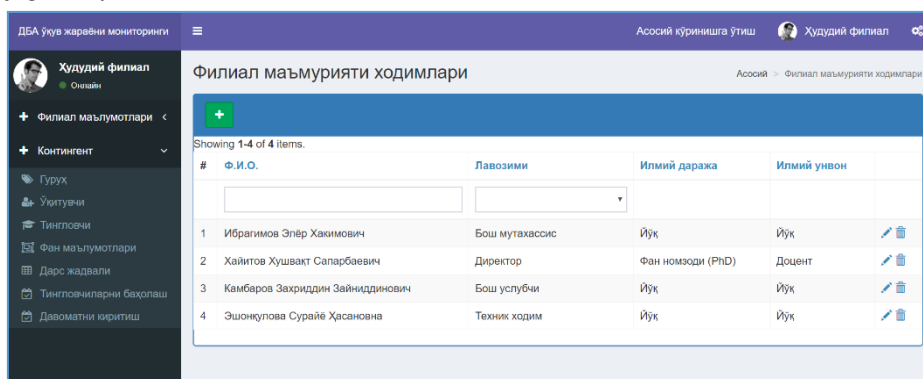 ДБА ўқув жараёни мониторинги
Асосий кўринишга ўтиш
Ҳудудий филиал
Ҳудудий филиал
Онлайн
Филиал маълумотлари
Контингент
Гуруҳ
Ўқитувчи
Тингловчи
Фан маълумотлари
Дарс жадвали
Тингловчиларни баҳолаш
Давоматни киритиш
Филиал маъмурияти ходимлари
Асосий > Филиал маъмурияти ходимлари
Showing 1-4 of 4 items.
# Ф.И.О. Лавозими Илмий даража Илмий унвон
1 Ибрагимов Элёр Хакимович Бош мутахассис Йўқ Йўқ
2 Хайитов Хушвақт Сапарбаевич Директор Фан номзоди (PhD) Доцент
3 Камбаров Захриддин Зайниддинович Бош услубчи Йўқ Йўқ
4 Эшонқулова Сурайё Ҳасановна Техник ходим Йўқ Йўқ